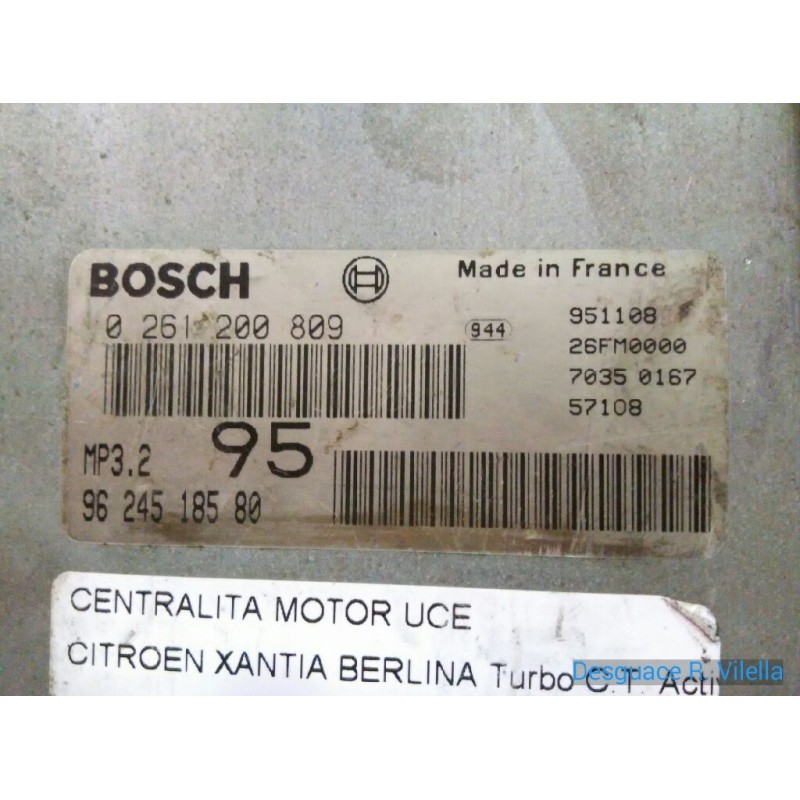 BOSCH
Made in France
0 261 200 809
944
951108
26FM0000
7035 0167
57108
MP3.2
95
96 245 185 80
CENTRALITA MOTOR UCE
CITROEN XANTIA BERLINA Turbo C.T. Activ
Desguace R. Vilella